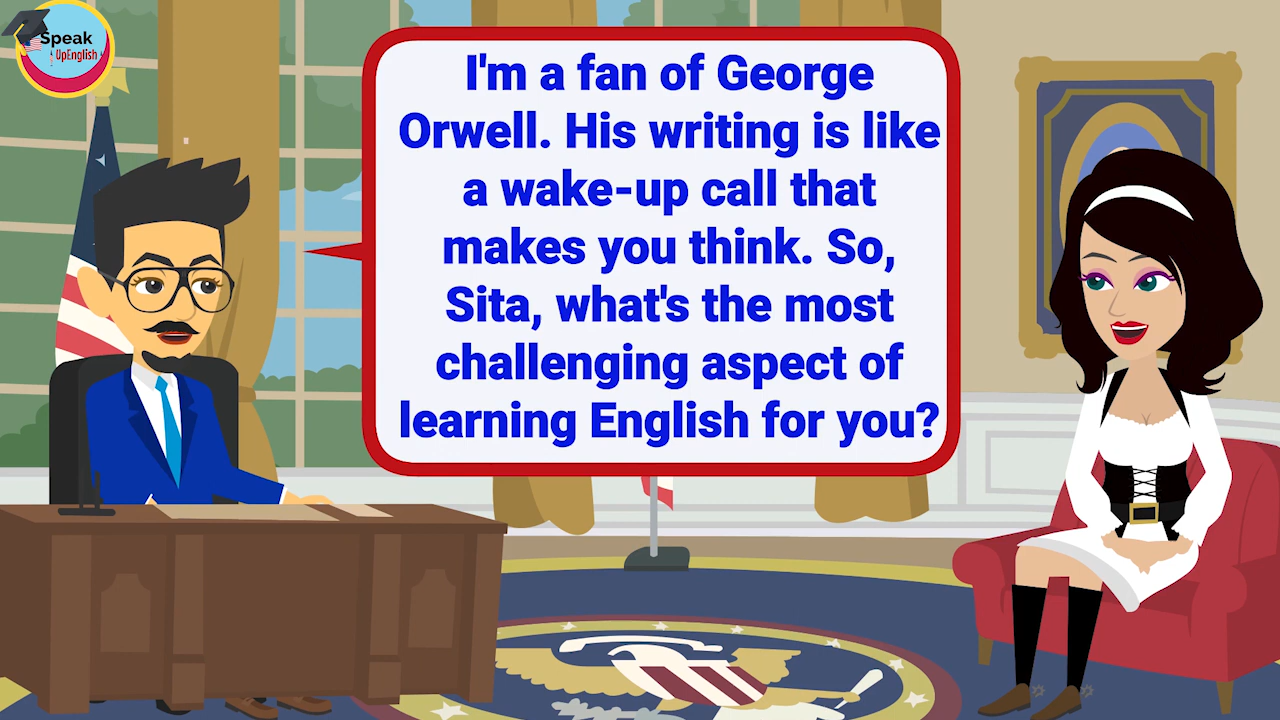 Speak
UpEnglish
I'm a fan of George
Orwell. His writing is like
a wake-up call that
makes you think. So,
Sita, what's the most
challenging aspect of
learning English for you?